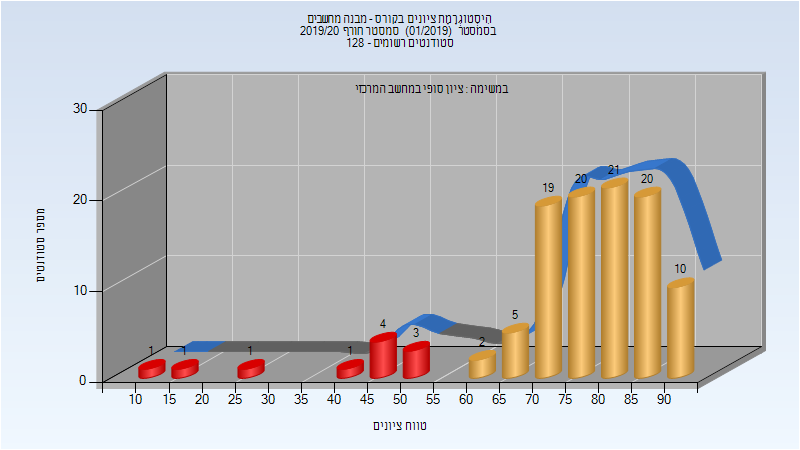 היסטוגרמת ציונים בקורס - מבנה מחשבים
בסמסטר (01/2019) סמסטר חורף 2019/20
סטודנטים רשומים - 128
במשימה : ציון סופי במחשב המרכזי
מספר סטודנטים
30
20
10
0
1
1
1
1
4
3
2
5
19
20
21
20
10
10 15 20 25 30 35 40 45 50 55 60 65 70 75 80 85 90
טווח ציונים